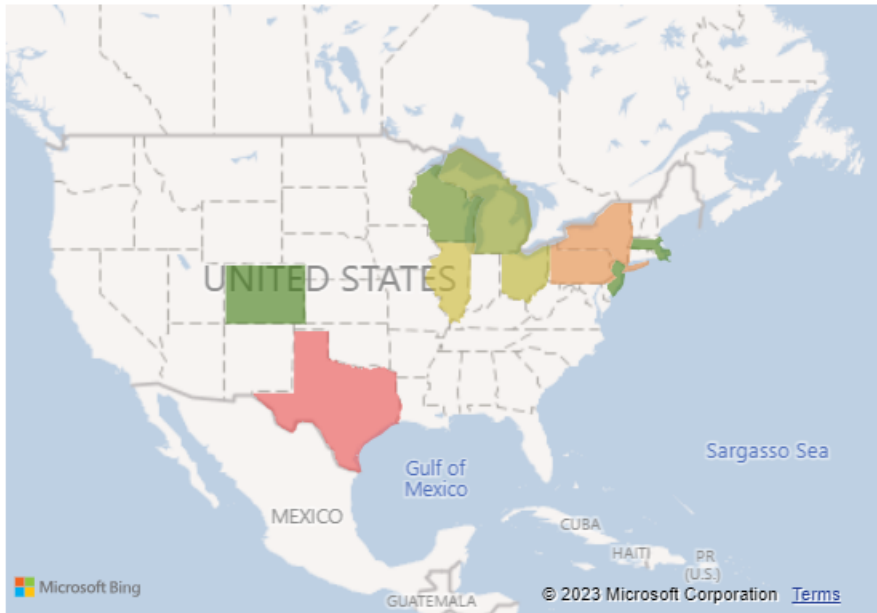 UNITED STATES
Sargasso Sea
Gulf of
Mexico
MEXICO
CUBA
HAITI
PR
(U.S.)
GUATEMALA
Microsoft Bing
© 2023 Microsoft Corporation Terms